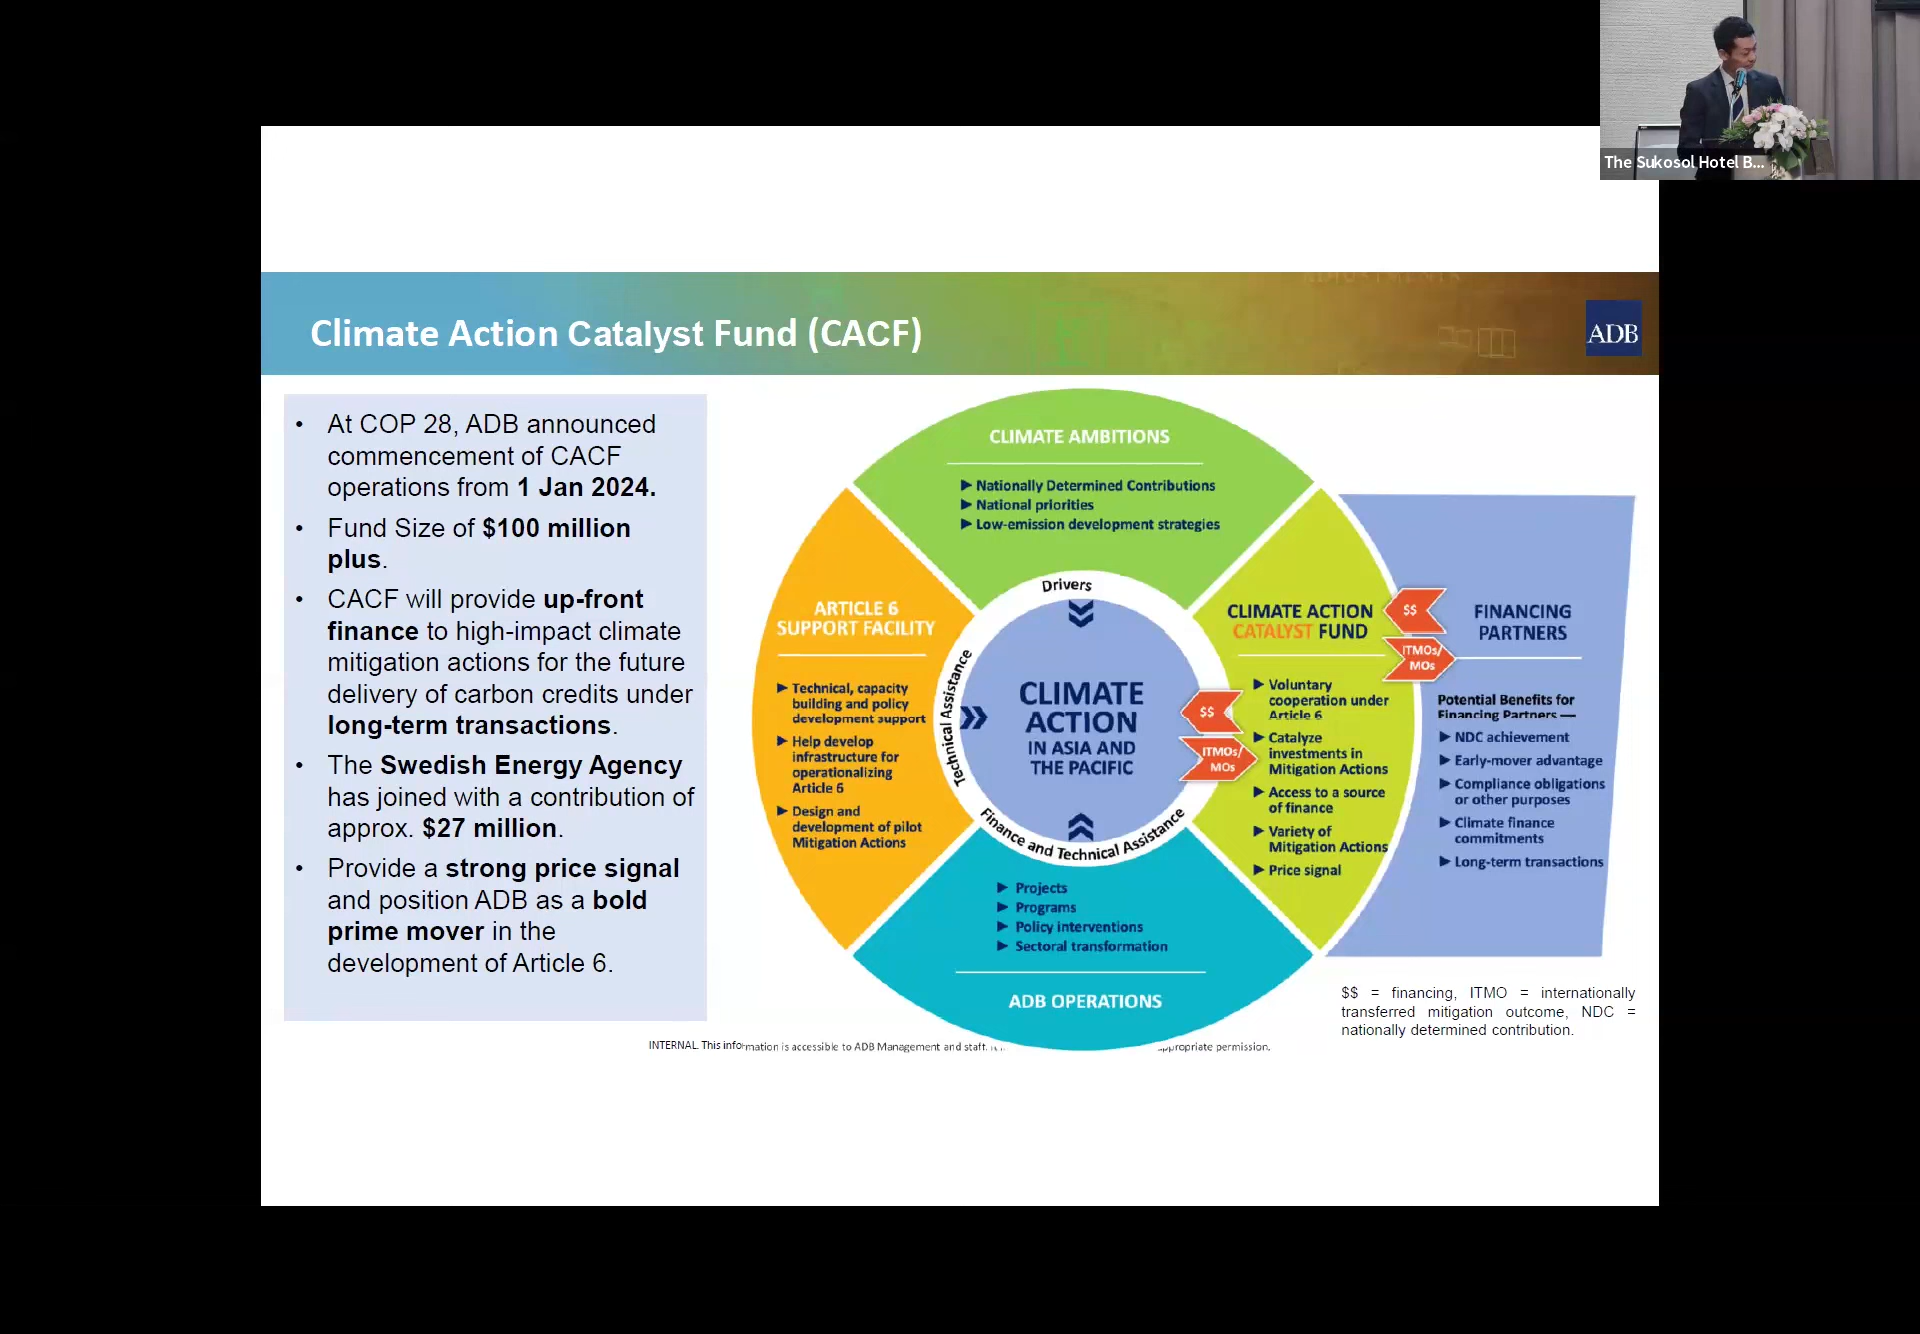 The Sukosol Hotel B...
Climate Action Catalyst Fund (CACF)
ADB
• At COP 28, ADB announced
commencement of CACF
operations from 1 Jan 2024.
• Fund Size of $100 million
plus.
• CACF will provide up-front
finance to high-impact climate
mitigation actions for the future
delivery of carbon credits under
long-term transactions.
• The Swedish Energy Agency
has joined with a contribution of
approx. $27 million.
• Provide a strong price signal
and position ADB as a bold
prime mover in the
development of Article 6.
CLIMATE AMBITIONS
▶ Nationally Determined Contributions
▶ National priorities
▶ Low-emission development strategies
Drivers
ARTICLE 6
SUPPORT FACILITY
▶ Technical, capacity
building and policy
development support
▶ Help develop
infrastructure for
operationalizing
Article 6
▶ Design and
development of pilot
Mitigation Actions
Technical Assistance
CLIMATE
ACTION
IN ASIA AND
THE PACIFIC
Finance and Technical Assistance
$$
ITMOs/
MOs
CLIMATE ACTION
CATALYST FUND
▶ Voluntary
cooperation under
Article 6
▶ Catalyze
investments in
Mitigation Actions
▶ Access to a source
of finance
▶ Variety of
Mitigation Actions
▶ Price signal
$$
ITMOs/
MOs
FINANCING
PARTNERS
Potential Benefits for
Financing Partners —
▶ NDC achievement
▶ Early-mover advantage
▶ Compliance obligations
or other purposes
▶ Climate finance
commitments
▶ Long-term transactions
▶ Projects
▶ Programs
▶ Policy interventions
▶ Sectoral transformation
ADB OPERATIONS
$$ = financing, ITMO = internationally
transferred mitigation outcome, NDC =
nationally determined contribution.
INTERNAL. This information is accessible to ADB Management and staff. appropriate permission.